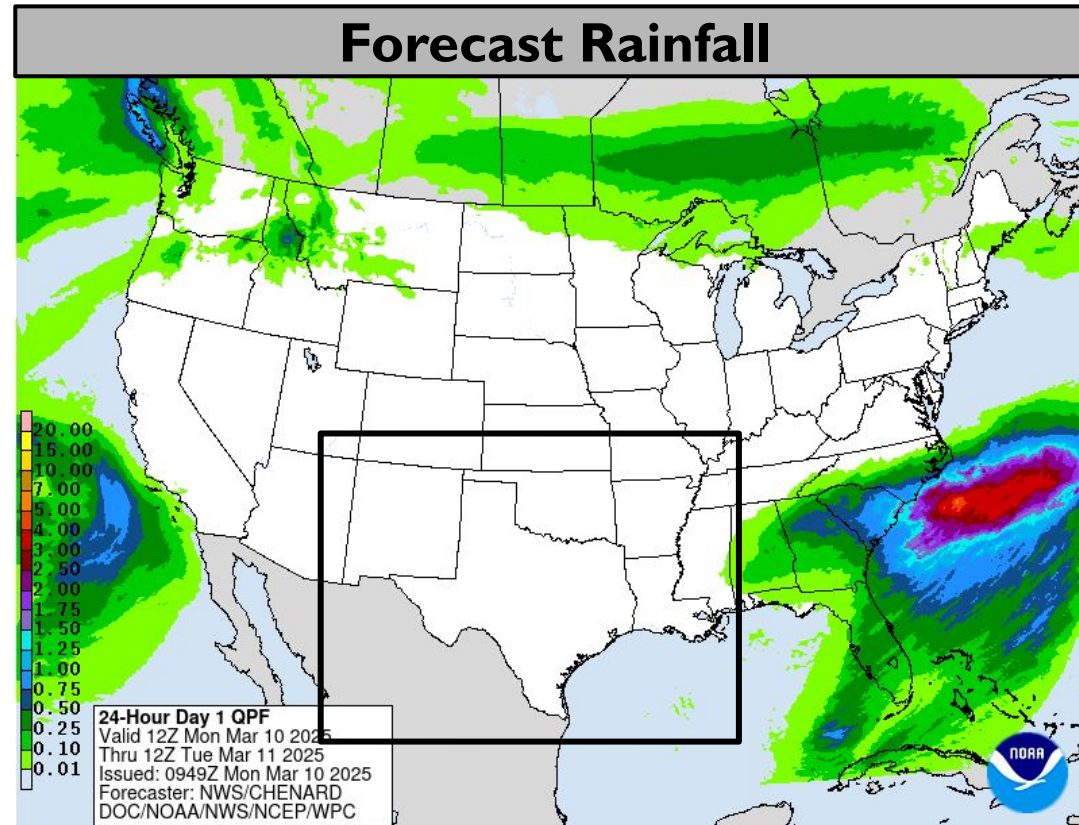 Forecast Rainfall
20.00
15.00
10.00
7.00
5.00
4.00
3.00
2.50
2.00
1.75
1.50
1.25
1.00
0.75
0.50
0.25
0.10
0.01
24-Hour Day 1 QPF
Valid 12Z Mon Mar 10 2025
Thru 12Z Tue Mar 11 2025
Issued: 0949Z Mon Mar 10 2025
Forecaster: NWS/CHENARD
DOC/NOAA/NWS/NCEP/WPC
NOAA